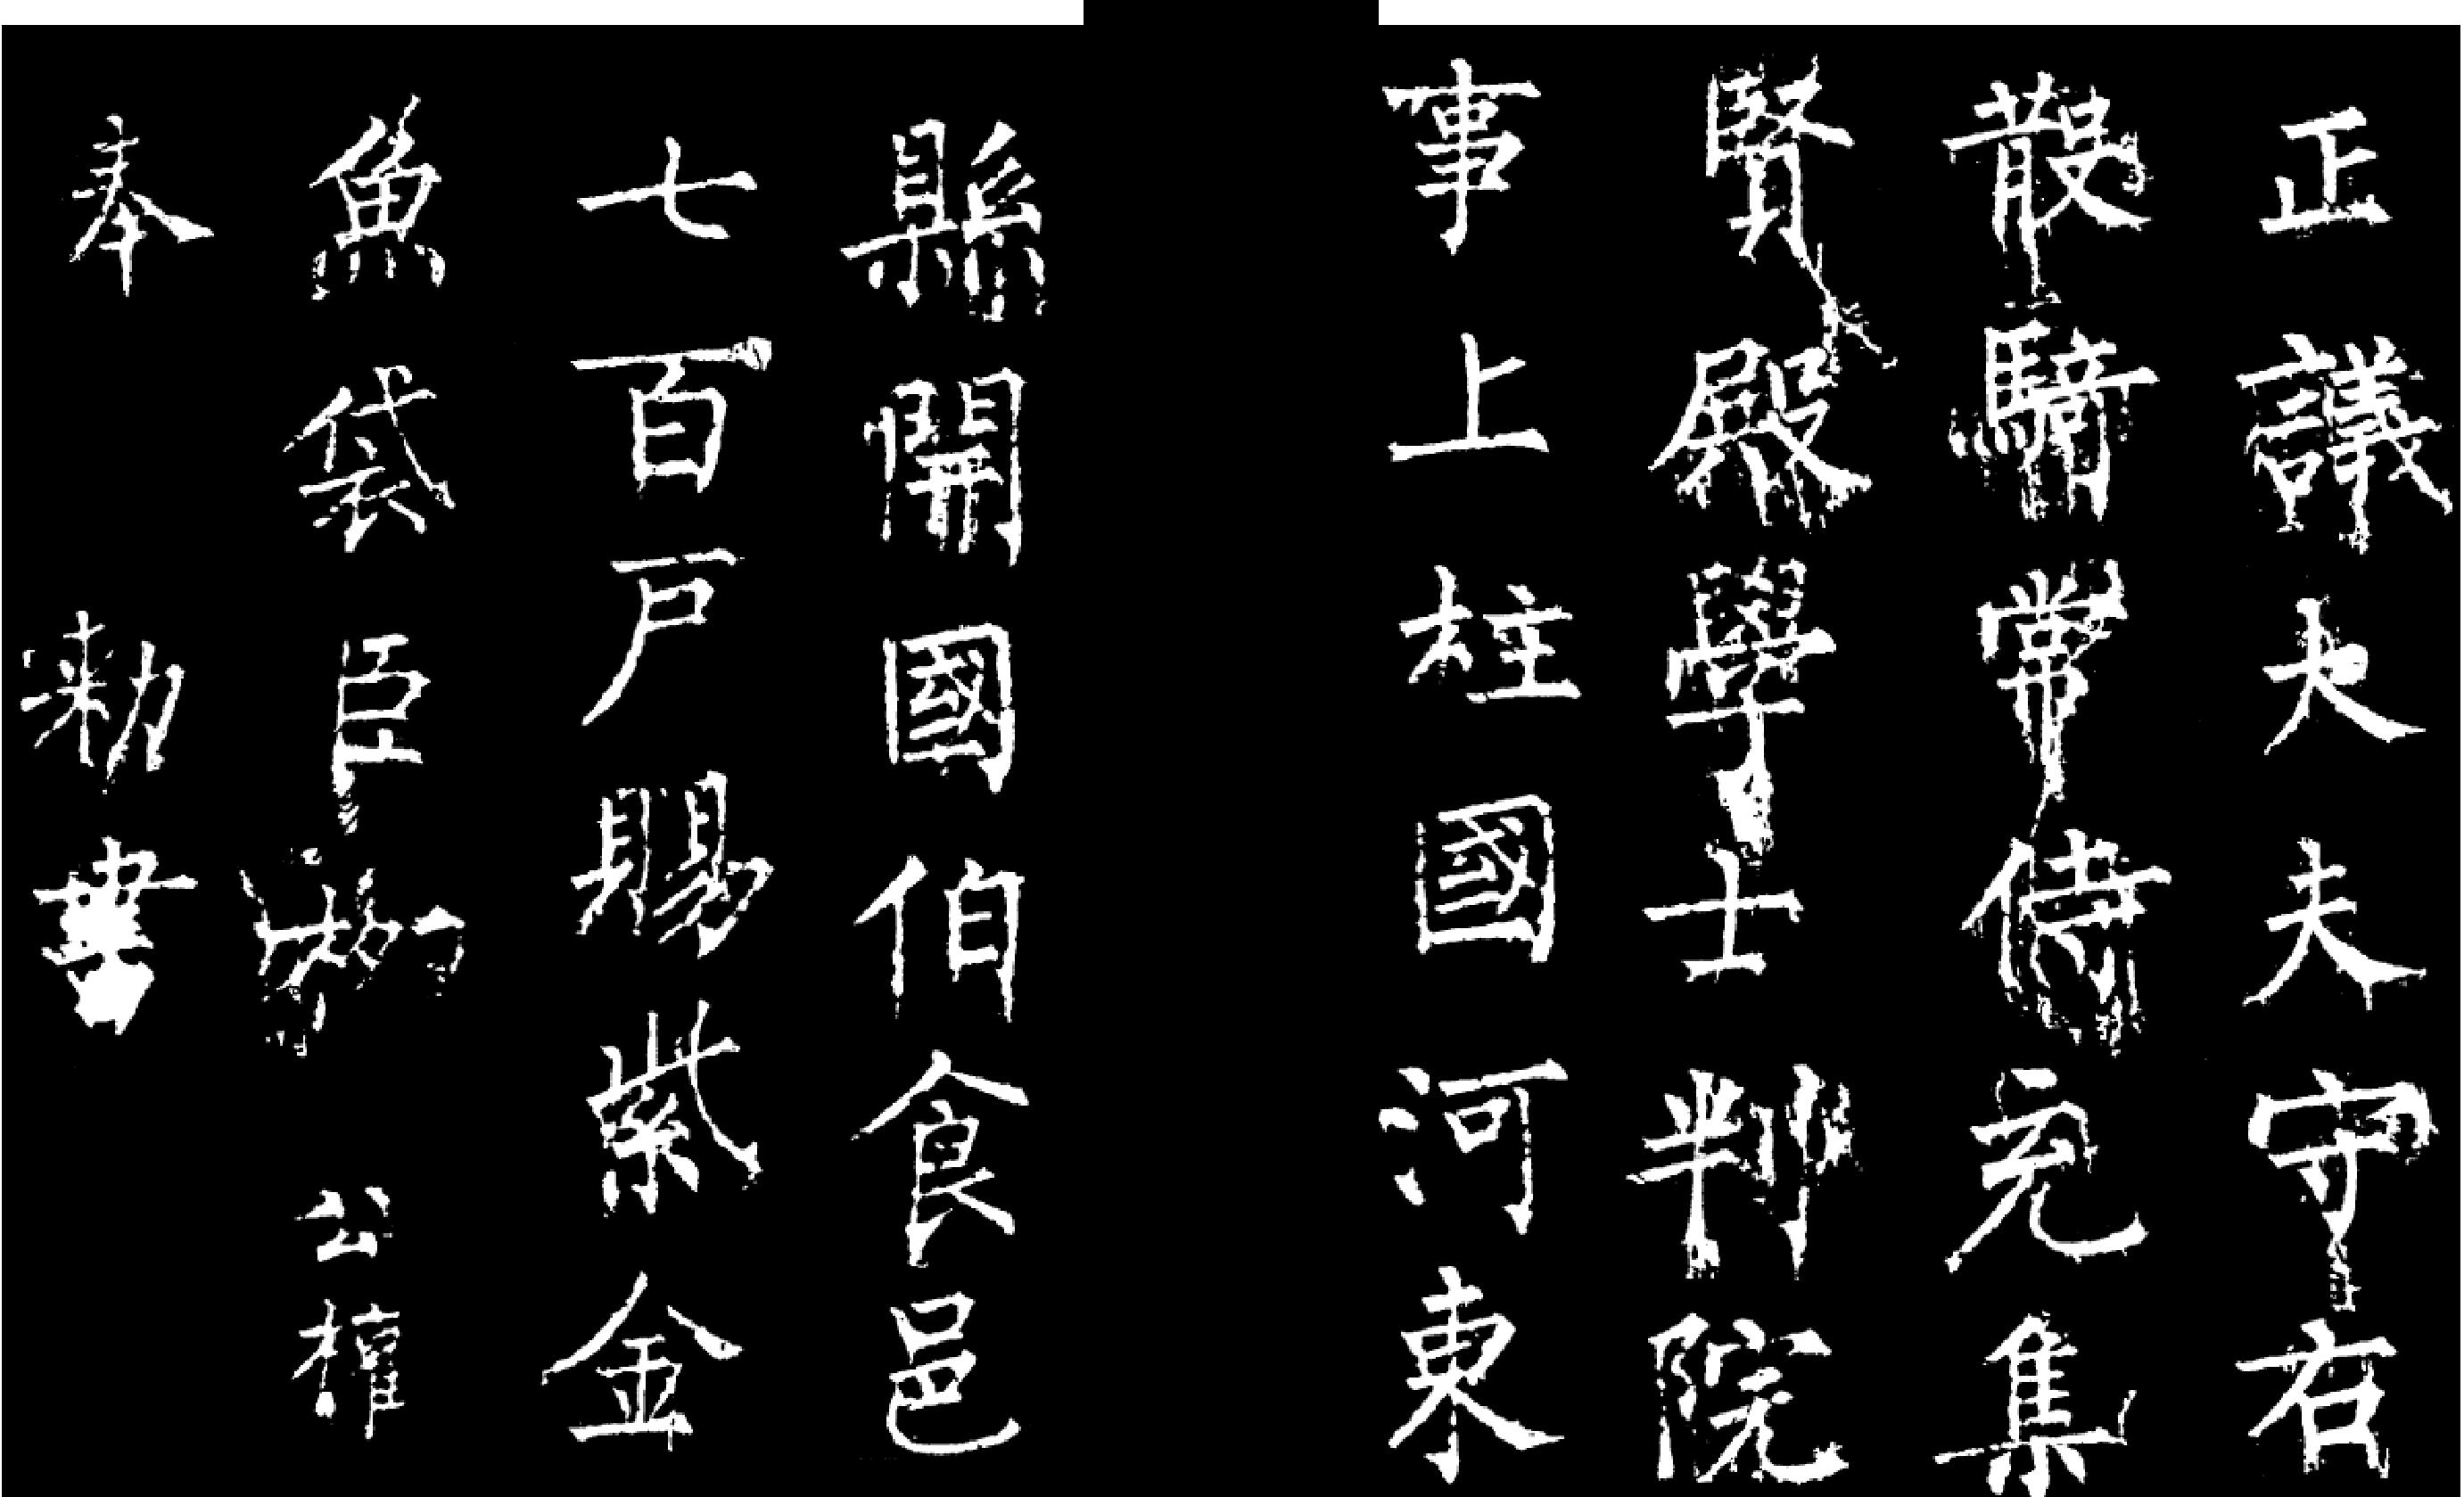 正議大夫守右
散騎常侍充集
賢殿學士判院
事上柱國河東
縣開國伯食邑
七百戶賜紫金
魚袋臣柳公權
奉勅書